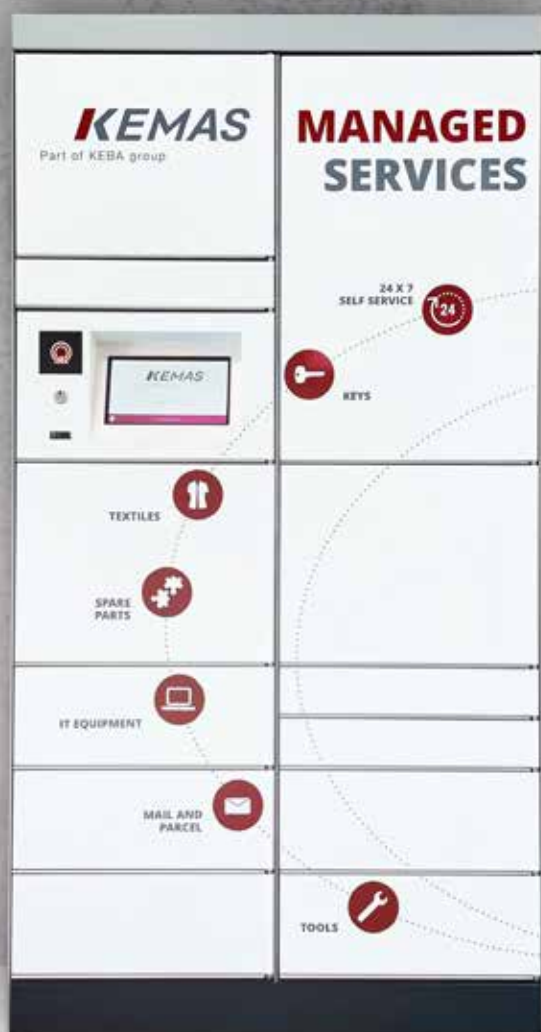 KEMAS
Part of KEBA group
MANAGED
SERVICES
24 X 7
SELF SERVICE
24
KEYS
KEMAS
TEXTILES
SPARE
PARTS
IT EQUIPMENT
MAIL AND
PARCEL
TOOLS